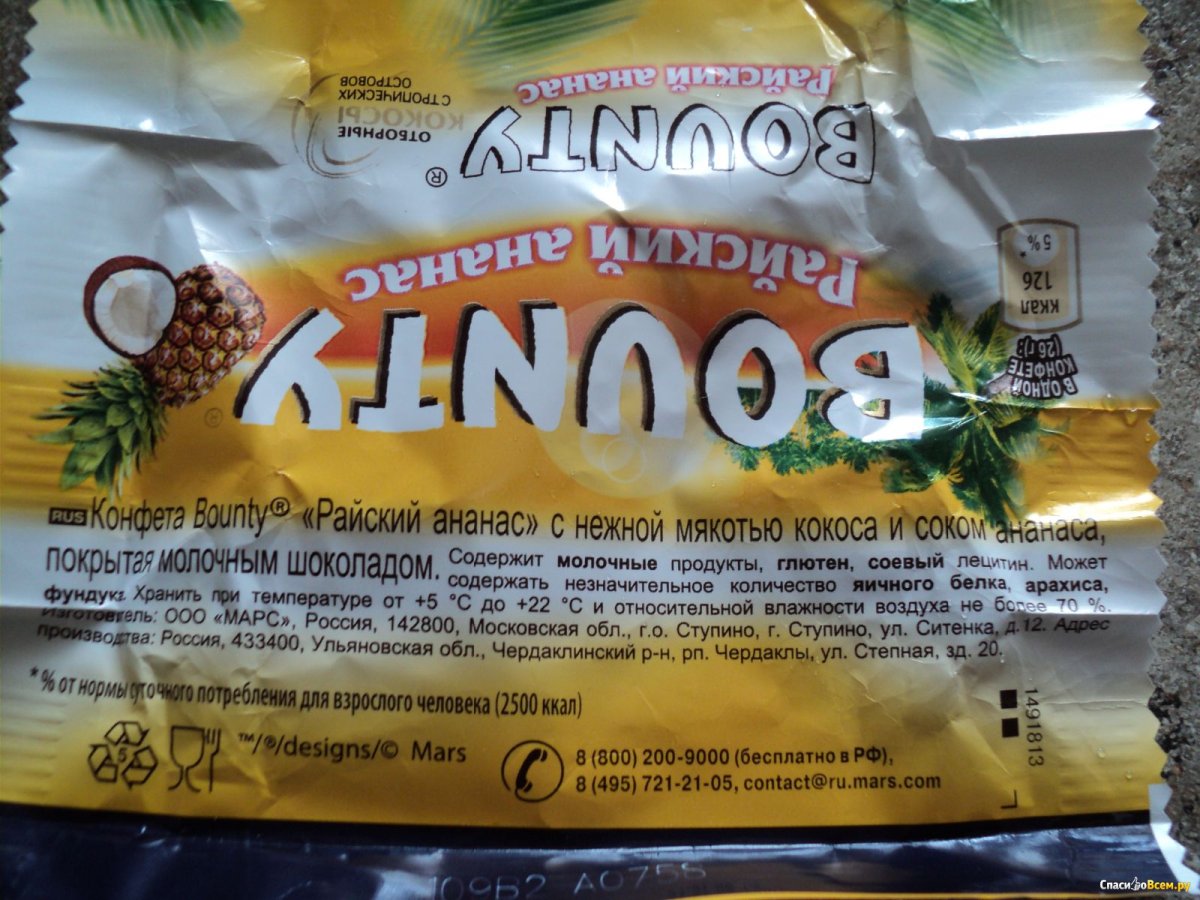 BOUNTY®
Райский ананас
ОТБОРНЫЕ
КОКОСЫ
С ТРОПИЧЕСКИХ
ОСТРОВОВ
BOUNTY®
Райский ананас
В ОДНОЙ
КОНФЕТЕ
(26 г):
ккал
126
5%*
RUS Конфета Bounty® «Райский ананас» с нежной мякотью кокоса и соком ананаса,
покрытая молочным шоколадом. Содержит молочные продукты, глютен, соевый лецитин. Может
содержать незначительное количество яичного белка, арахиса,
фундука. Хранить при температуре от +5 °C до +22 °C и относительной влажности воздуха не более 70 %.
Изготовитель: ООО «МАРС», Россия, 142800, Московская обл., г.о. Ступино, г. Ступино, ул. Ситенка, д.12. Адрес
производства: Россия, 433400, Ульяновская обл., Чердаклинский р-н, рп. Чердаклы, ул. Степная, зд. 20.
* % от нормы суточного потребления для взрослого человека (2500 ккал)
5
™/®/designs/© Mars
8 (800) 200-9000 (бесплатно в РФ),
8 (495) 721-21-05, contact@ru.mars.com
1491813
109B2 A0758
СпасибоВсем.ру